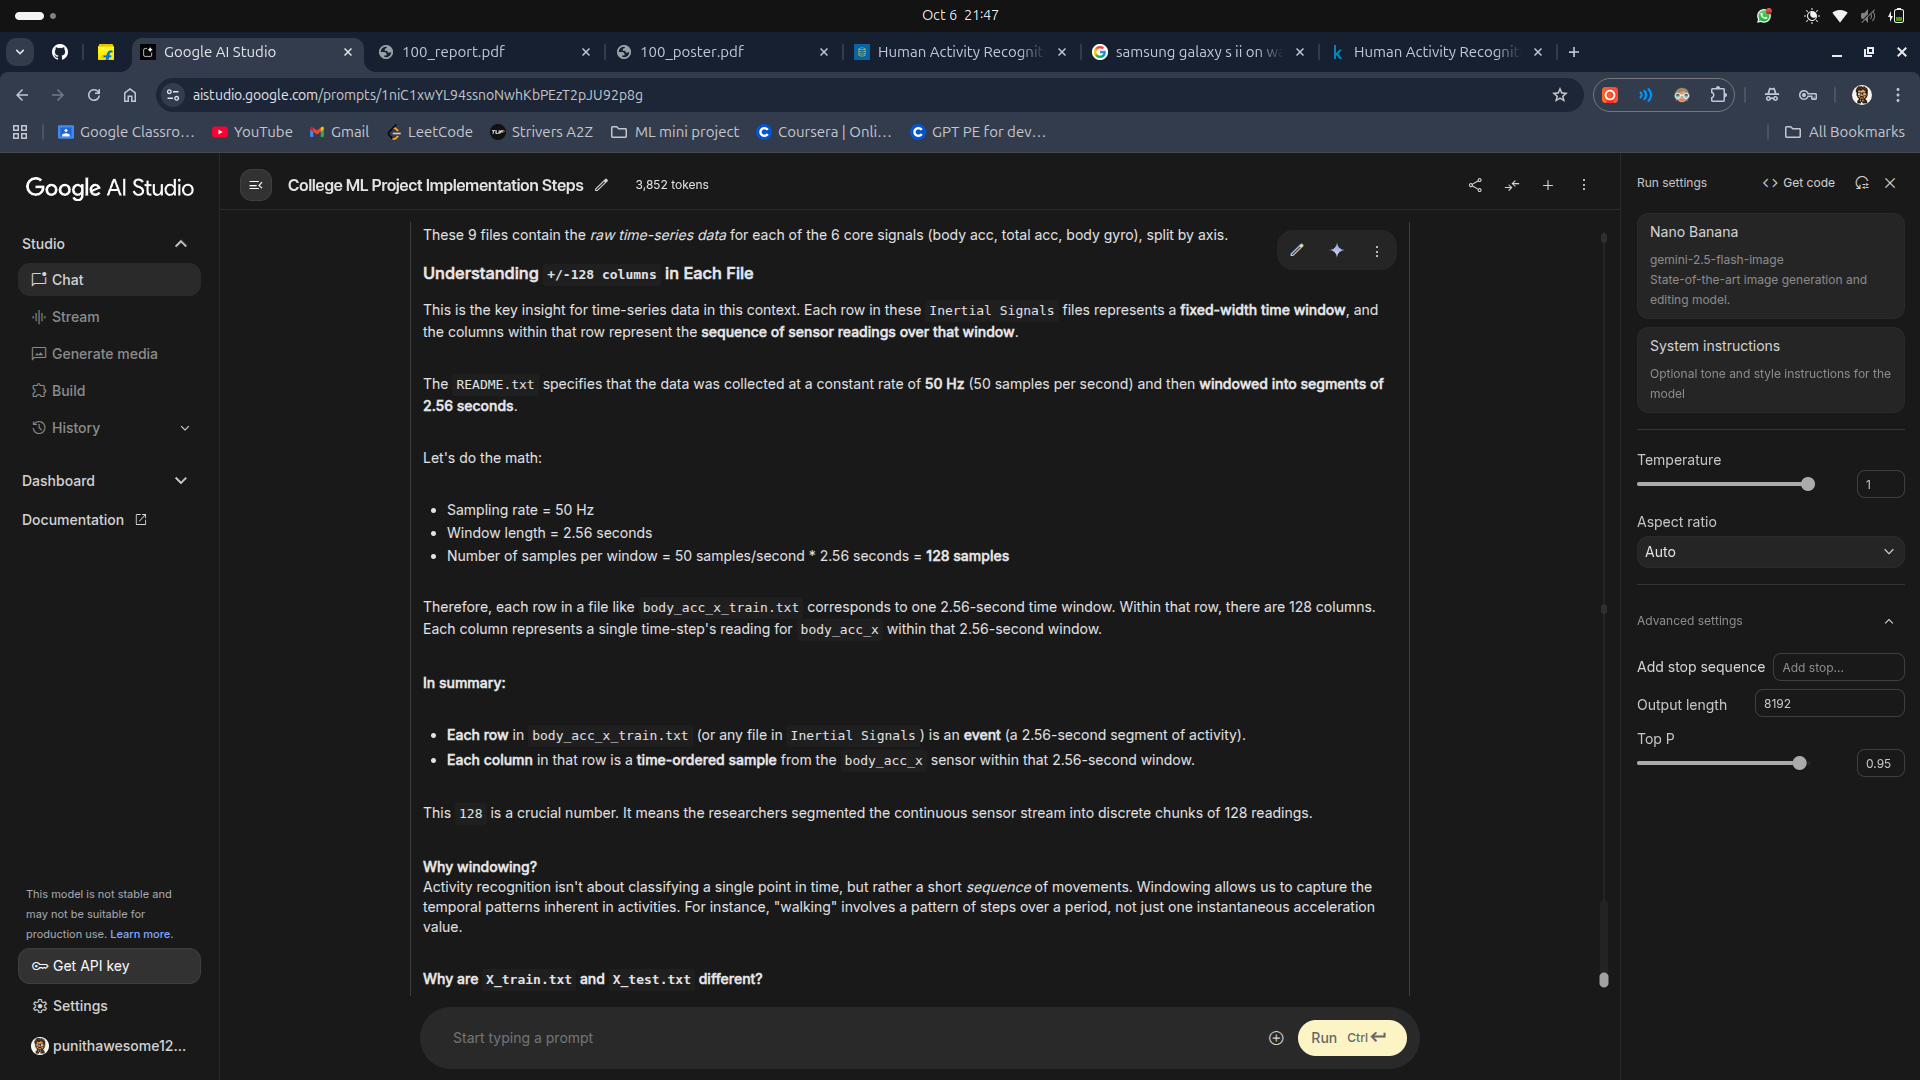 Oct 6 21:47
Google AI Studio
100_report.pdf
100_poster.pdf
Human Activity Recognit
samsung galaxy s ii on wa
Human Activity Recognit
aistudio.google.com/prompts/1niC1xwYL94ssnoNwhKbPEzT2pJU92p8g
Google Classro...
YouTube
Gmail
LeetCode
Strivers A2Z
ML mini project
Coursera | Onli...
GPT PE for dev...
All Bookmarks
Google AI Studio
Studio
Chat
Stream
Generate media
Build
History
Dashboard
Documentation
This model is not stable and
may not be suitable for
production use. Learn more.
Get API key
Settings
punithawesome12...
College ML Project Implementation Steps
3,852 tokens
These 9 files contain the raw time-series data for each of the 6 core signals (body acc, total acc, body gyro), split by axis.
Understanding +/-128 columns in Each File
This is the key insight for time-series data in this context. Each row in these Inertial Signals files represents a fixed-width time window, and
the columns within that row represent the sequence of sensor readings over that window.
The README.txt specifies that the data was collected at a constant rate of 50 Hz (50 samples per second) and then windowed into segments of
2.56 seconds.
Let's do the math:
• Sampling rate = 50 Hz
• Window length = 2.56 seconds
• Number of samples per window = 50 samples/second * 2.56 seconds = 128 samples
Therefore, each row in a file like body_acc_x_train.txt corresponds to one 2.56-second time window. Within that row, there are 128 columns.
Each column represents a single time-step's reading for body_acc_x within that 2.56-second window.
In summary:
• Each row in body_acc_x_train.txt (or any file in Inertial Signals) is an event (a 2.56-second segment of activity).
• Each column in that row is a time-ordered sample from the body_acc_x sensor within that 2.56-second window.
This 128 is a crucial number. It means the researchers segmented the continuous sensor stream into discrete chunks of 128 readings.
Why windowing?
Activity recognition isn't about classifying a single point in time, but rather a short sequence of movements. Windowing allows us to capture the
temporal patterns inherent in activities. For instance, "walking" involves a pattern of steps over a period, not just one instantaneous acceleration
value.
Why are X_train.txt and X_test.txt different?
Start typing a prompt
Run Ctrl
Run settings
Get code
Nano Banana
gemini-2.5-flash-image
State-of-the-art image generation and
editing model.
System instructions
Optional tone and style instructions for the
model
Temperature
1
Aspect ratio
Auto
Advanced settings
Add stop sequence
Add stop...
Output length
8192
Top P
0.95